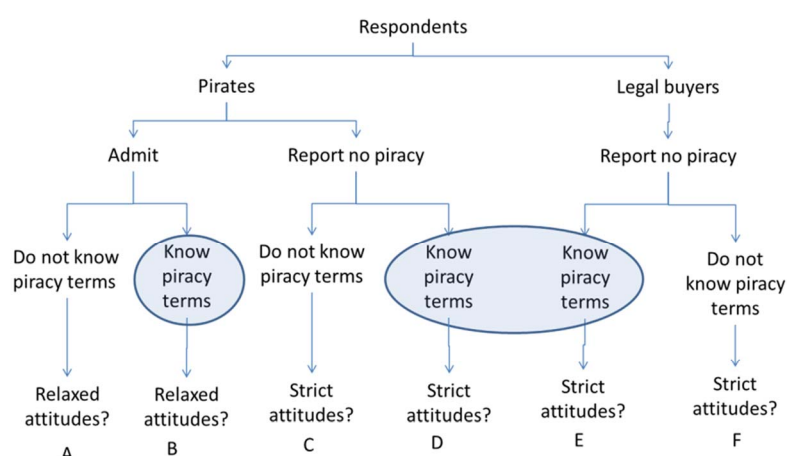 Respondents
Pirates
Legal buyers
Admit
Report no piracy
Report no piracy
Do not know
piracy terms
Know
piracy
terms
Do not know
piracy terms
Know
piracy
terms
Know
piracy
terms
Do not
know piracy
terms
Relaxed
attitudes?
Relaxed
attitudes?
Strict
attitudes?
Strict
attitudes?
Strict
attitudes?
Strict
attitudes?
A
B
C
D
E
F